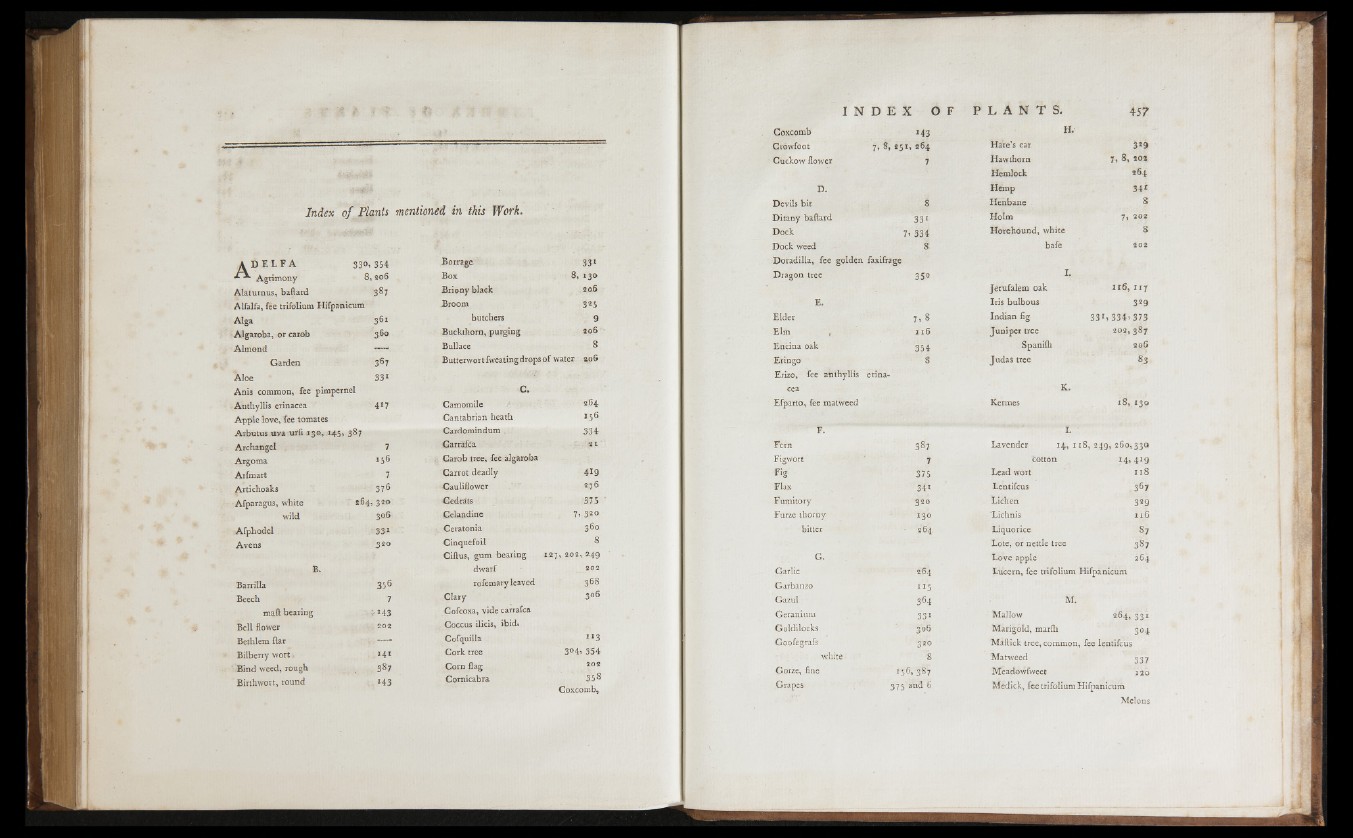 Index of Plants mentioned in this Work.
ADELFA 330, 354
Agrimony 8, 206
Alaturnus, baſtard 387
Alfalfa, ſee trifolium Hiſpanicum
Alga 361
Algaroba, or carob 360
Almond ——
Garden 367
Aloe 331
Anis common, ſee pimpernel
Anthyllis erinacea 417
Apple love, ſee tomates
Arbutus uva urſi 130, 145, 387
Archangel 7
Argoma 156
Arſmart 7
Artichoaks 376
Aſparagus, white 264, 320
wild 306
Aſphodel 331
Avens 320
B.
Barrilla 356
Beech 7
maſt bearing 143
Bell flower 202
Bethlem ſtar ——
Bilberry wort 141
Bind weed, rough 387
Birthwort, round 143
Borrage 331
Box 8, 130
Briony black 206
Broom 325
butchers 9
Buckthorn, purging 206
Bullace 8
Butterwort ſweating drops of water 206
C.
Camomile 264
Cantabrian heath 156
Cardomindum 334
Carraſca 21
Carob tree, ſee algaroba
Carrot deadly 419
Cauliflower 276
Cedrats 375
Celandine 7, 320
Ceratonia 360
Cinquefoil 8
Ciſtus, gum bearing 127, 202, 249
dwarf 202
roſemary leaved 368
Clary 306
Coſcoxa, vide carraſca
Coccus ilicis, ibid.
Coſquilla 113
Cork tree 304, 354
Corn flag 202
Cornicabra 358
Coxcomb,
INDEX OF PLANTS. 457
Coxcomb 143
Crowfoot 7, 8, 251, 264
Cuckow flower 7
D.
Devils bit 8
Ditany baſtard 331
Dock 7, 334
Dock weed 8
Doradilla, ſee golden ſaxifrage
Dragon tree 350
E.
Elder 7, 8
Elm 116
Encina oak 354
Eringo 8
Erizo, ſee anthyllis erina-
cea
Eſparto, ſee matweed
F.
Fern 387
Figwort 7
Fig 375
Flax 341
Fumitory 320
Furze thorny 130
bitter 264
G.
Garlic 264
Garbanzo 115
Gazul 364
Geranium 331
Goldilocks 306
Gooſegraſs 320
white 8
Gorze, fine 156, 387
Grapes 375 and 6
H.
Hare's ear 319
Hawthorn 7, 8, 202
Hemlock 264
Hemp 341
Henbane 8
Holm 7, 202
Horehound, white 8
baſe 202
I.
Jeruſalem oak 116, 117
Iris bulbous 329
Indian fig 331, 334, 373
Juniper tree 202, 387
Spaniſh 206
Judas tree 83
K.
Kermes 18, 130
L.
Lavender 14, 118, 249, 260, 330
cotton 14, 419
Lead wort 118
Lentiſcus 367
Lichen 329
Lichnis 116
Liquorice 87
Lote, or nettle tree 387
Love apple 264
Lucern, ſee trifolium Hiſpanicum
M.
Mallow 264, 331
Marigold, marſh 304
Maſtick tree, common, ſee lentiſcus
Matweed 337
Meadowſweet 220
Medick, ſee trifolium Hiſpanicum
Melons